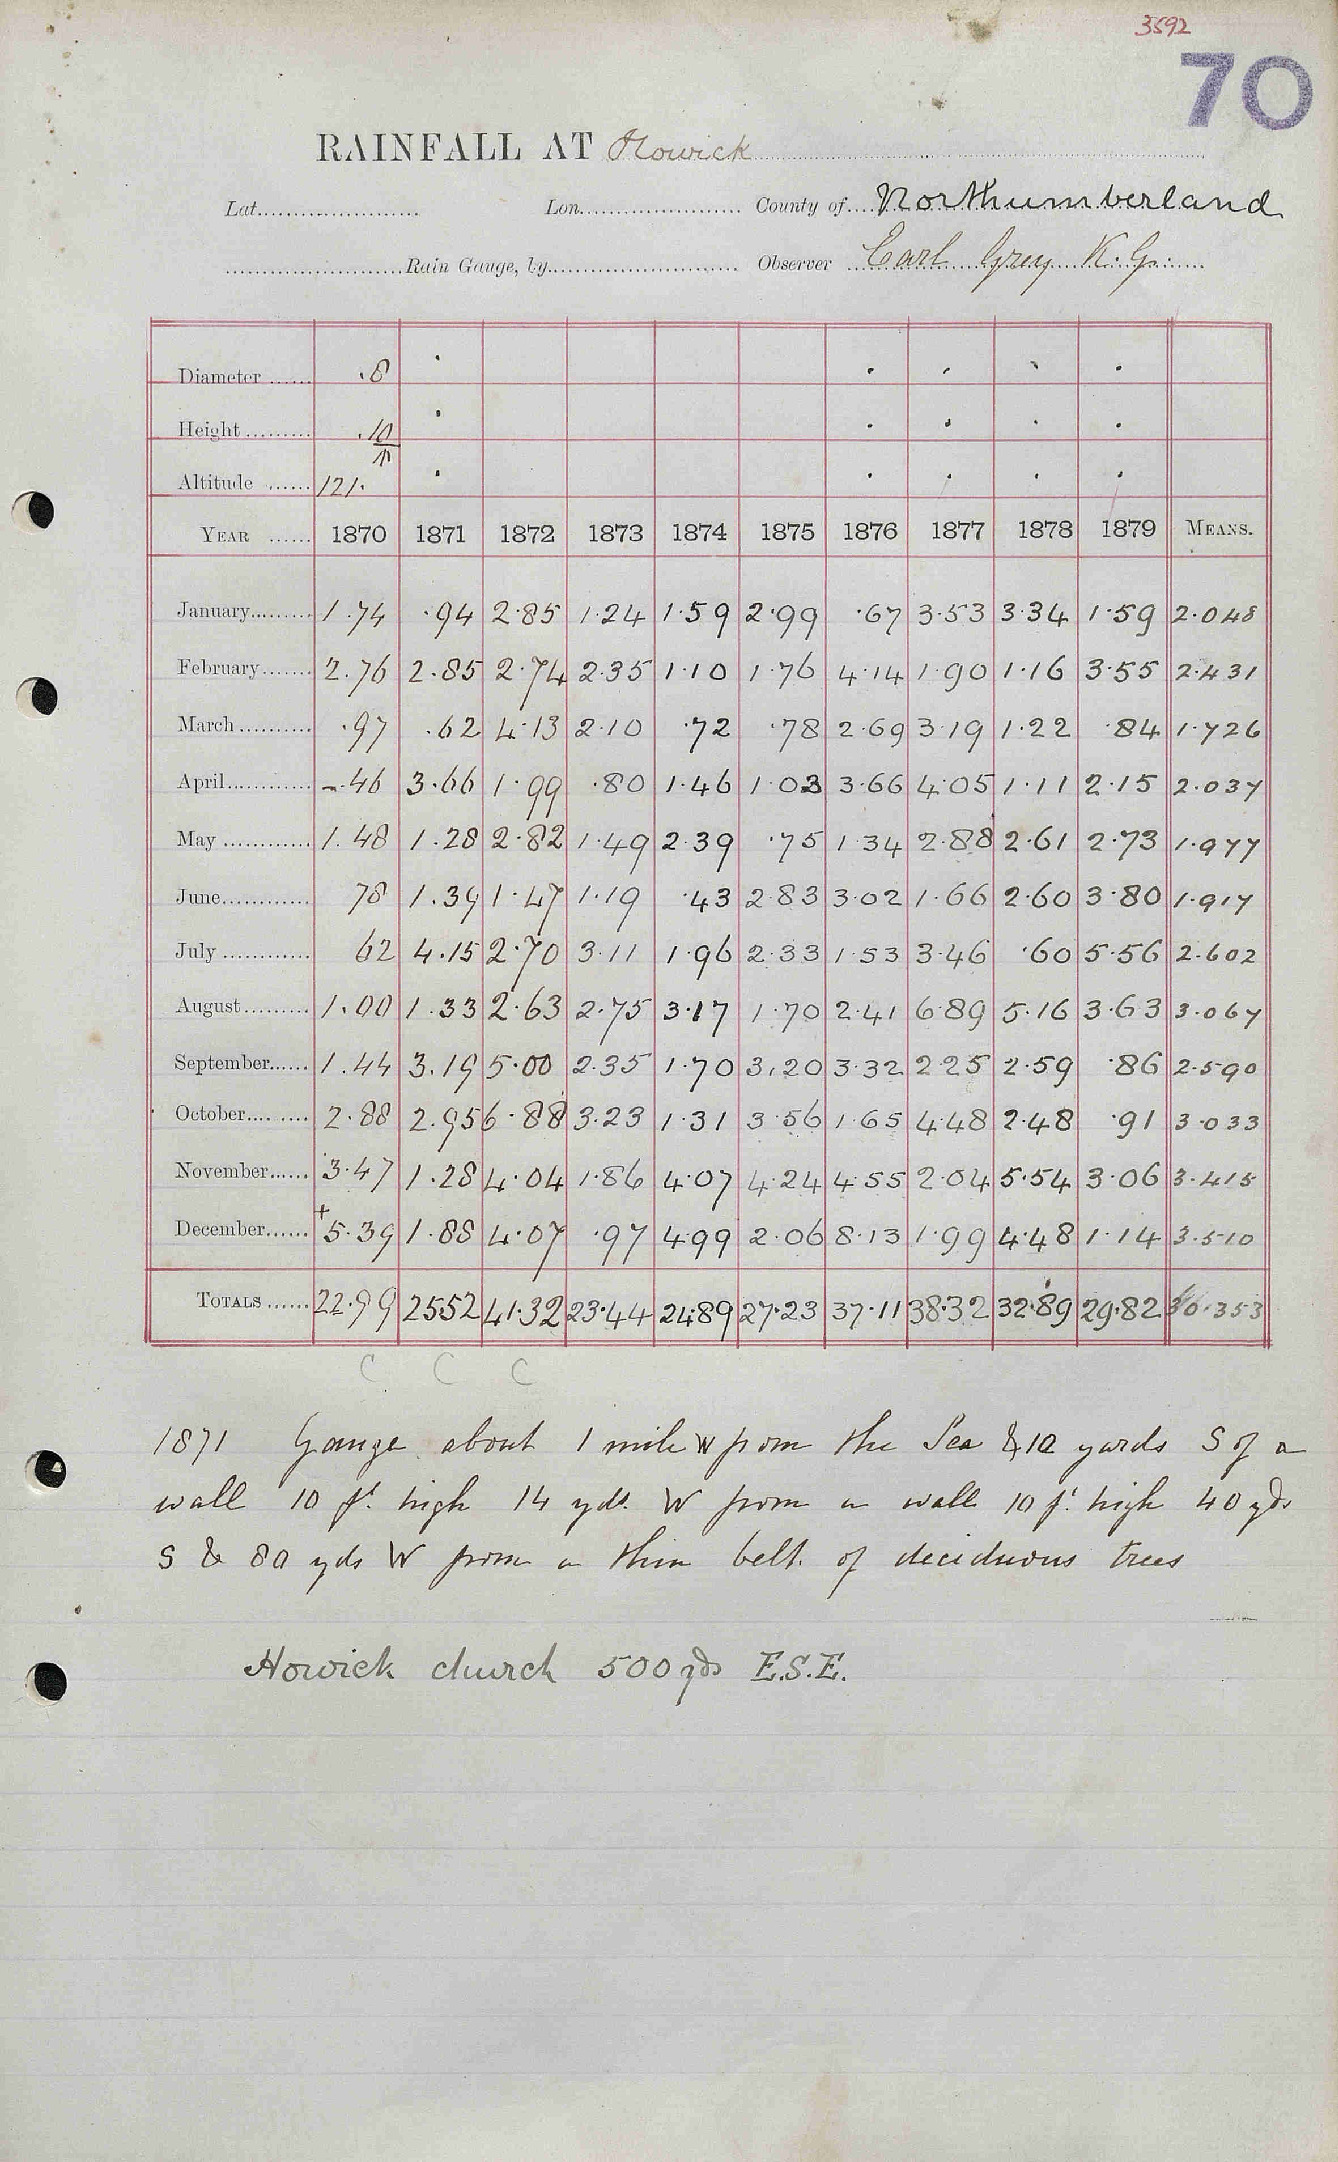 3592
70
RAINFALL AT Howick
Lat. Lon. County of Northumberland
Rain Gauge, by Observer Earl Grey K.G.
Diameter .8
Height .10
Altitude 121.
YEAR 1870 1871 1872 1873 1874 1875 1876 1877 1878 1879 MEANS.
January 1.74 .94 2.85 1.24 1.59 2.99 .67 3.53 3.34 1.59 2.048
February 2.76 2.85 2.74 2.35 1.10 1.76 4.14 1.90 1.16 3.55 2.431
March .97 .62 4.13 2.10 .72 .78 2.69 3.19 1.22 .84 1.726
April .46 3.66 1.99 .80 1.46 1.03 3.66 4.05 1.11 2.15 2.037
May 1.48 1.28 2.82 1.49 2.39 .75 1.34 2.88 2.61 2.73 1.977
June 78 1.39 1.47 1.19 .43 2.83 3.02 1.66 2.60 3.80 1.917
July 62 4.15 2.70 3.11 1.96 2.33 1.53 3.46 .60 5.56 2.602
August 1.00 1.33 2.63 2.75 3.17 1.70 2.41 6.89 5.16 3.63 3.067
September 1.44 3.19 5.00 2.35 1.70 3.20 3.32 2.25 2.59 .86 2.590
October 2.88 2.95 6.88 3.23 1.31 3.56 1.65 4.48 2.48 .91 3.033
November 3.47 1.28 4.04 1.86 4.07 4.24 4.55 2.04 5.54 3.06 3.415
December +5.39 1.88 4.07 .97 4.99 2.06 8.13 1.99 4.48 1.14 3.510
TOTALS 22.99 25.52 41.32 23.44 24.89 27.23 37.11 38.32 32.89 29.82 30.353
C C C
1871 Gauge about 1 mile W from the Sea & 10 yards S of a
wall 10 ft. high 14 yds. W from a wall 10 ft. high 40 yds
S & 80 yds W from a thin belt of deciduous trees
Howick church 500 yds E.S.E.